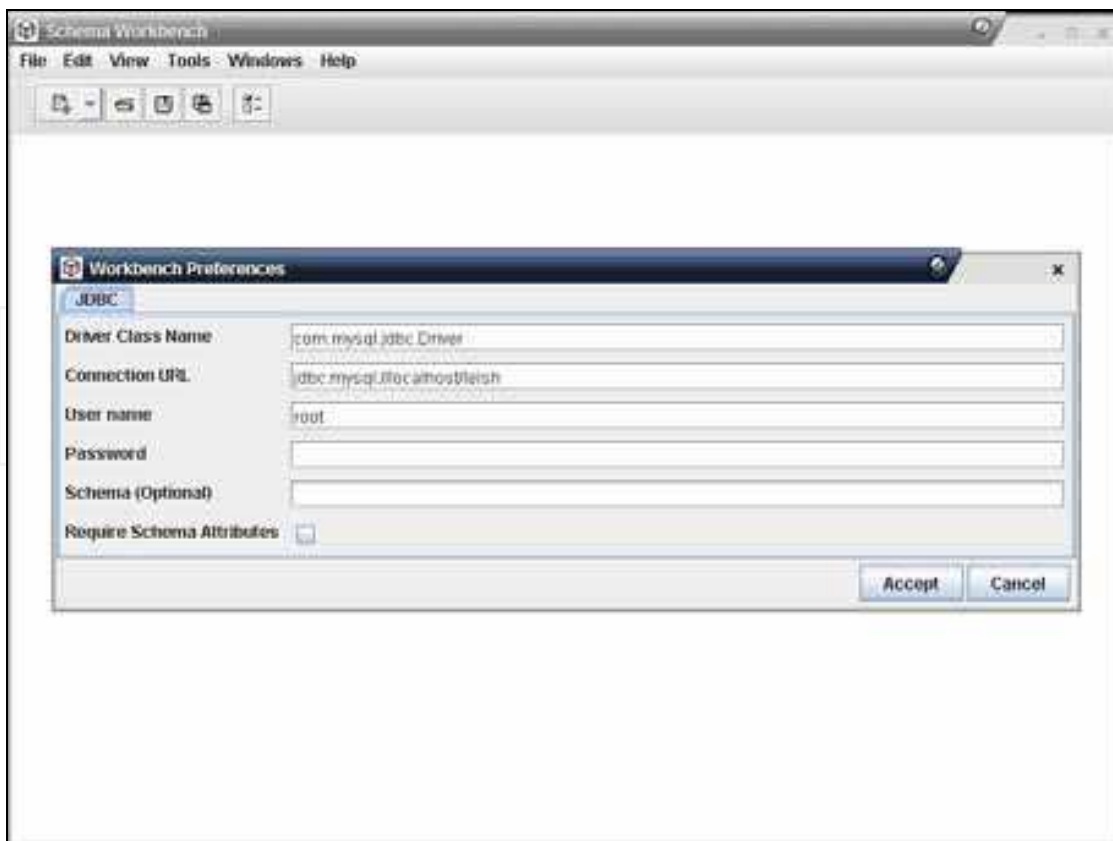 Schema Workbench
File Edit View Tools Windows Help
Workbench Preferences
JDBC
Driver Class Name com.mysql.jdbc.Driver
Connection URL jdbc:mysql://localhost/leish
User name root
Password
Schema (Optional)
Require Schema Attributes
Accept Cancel